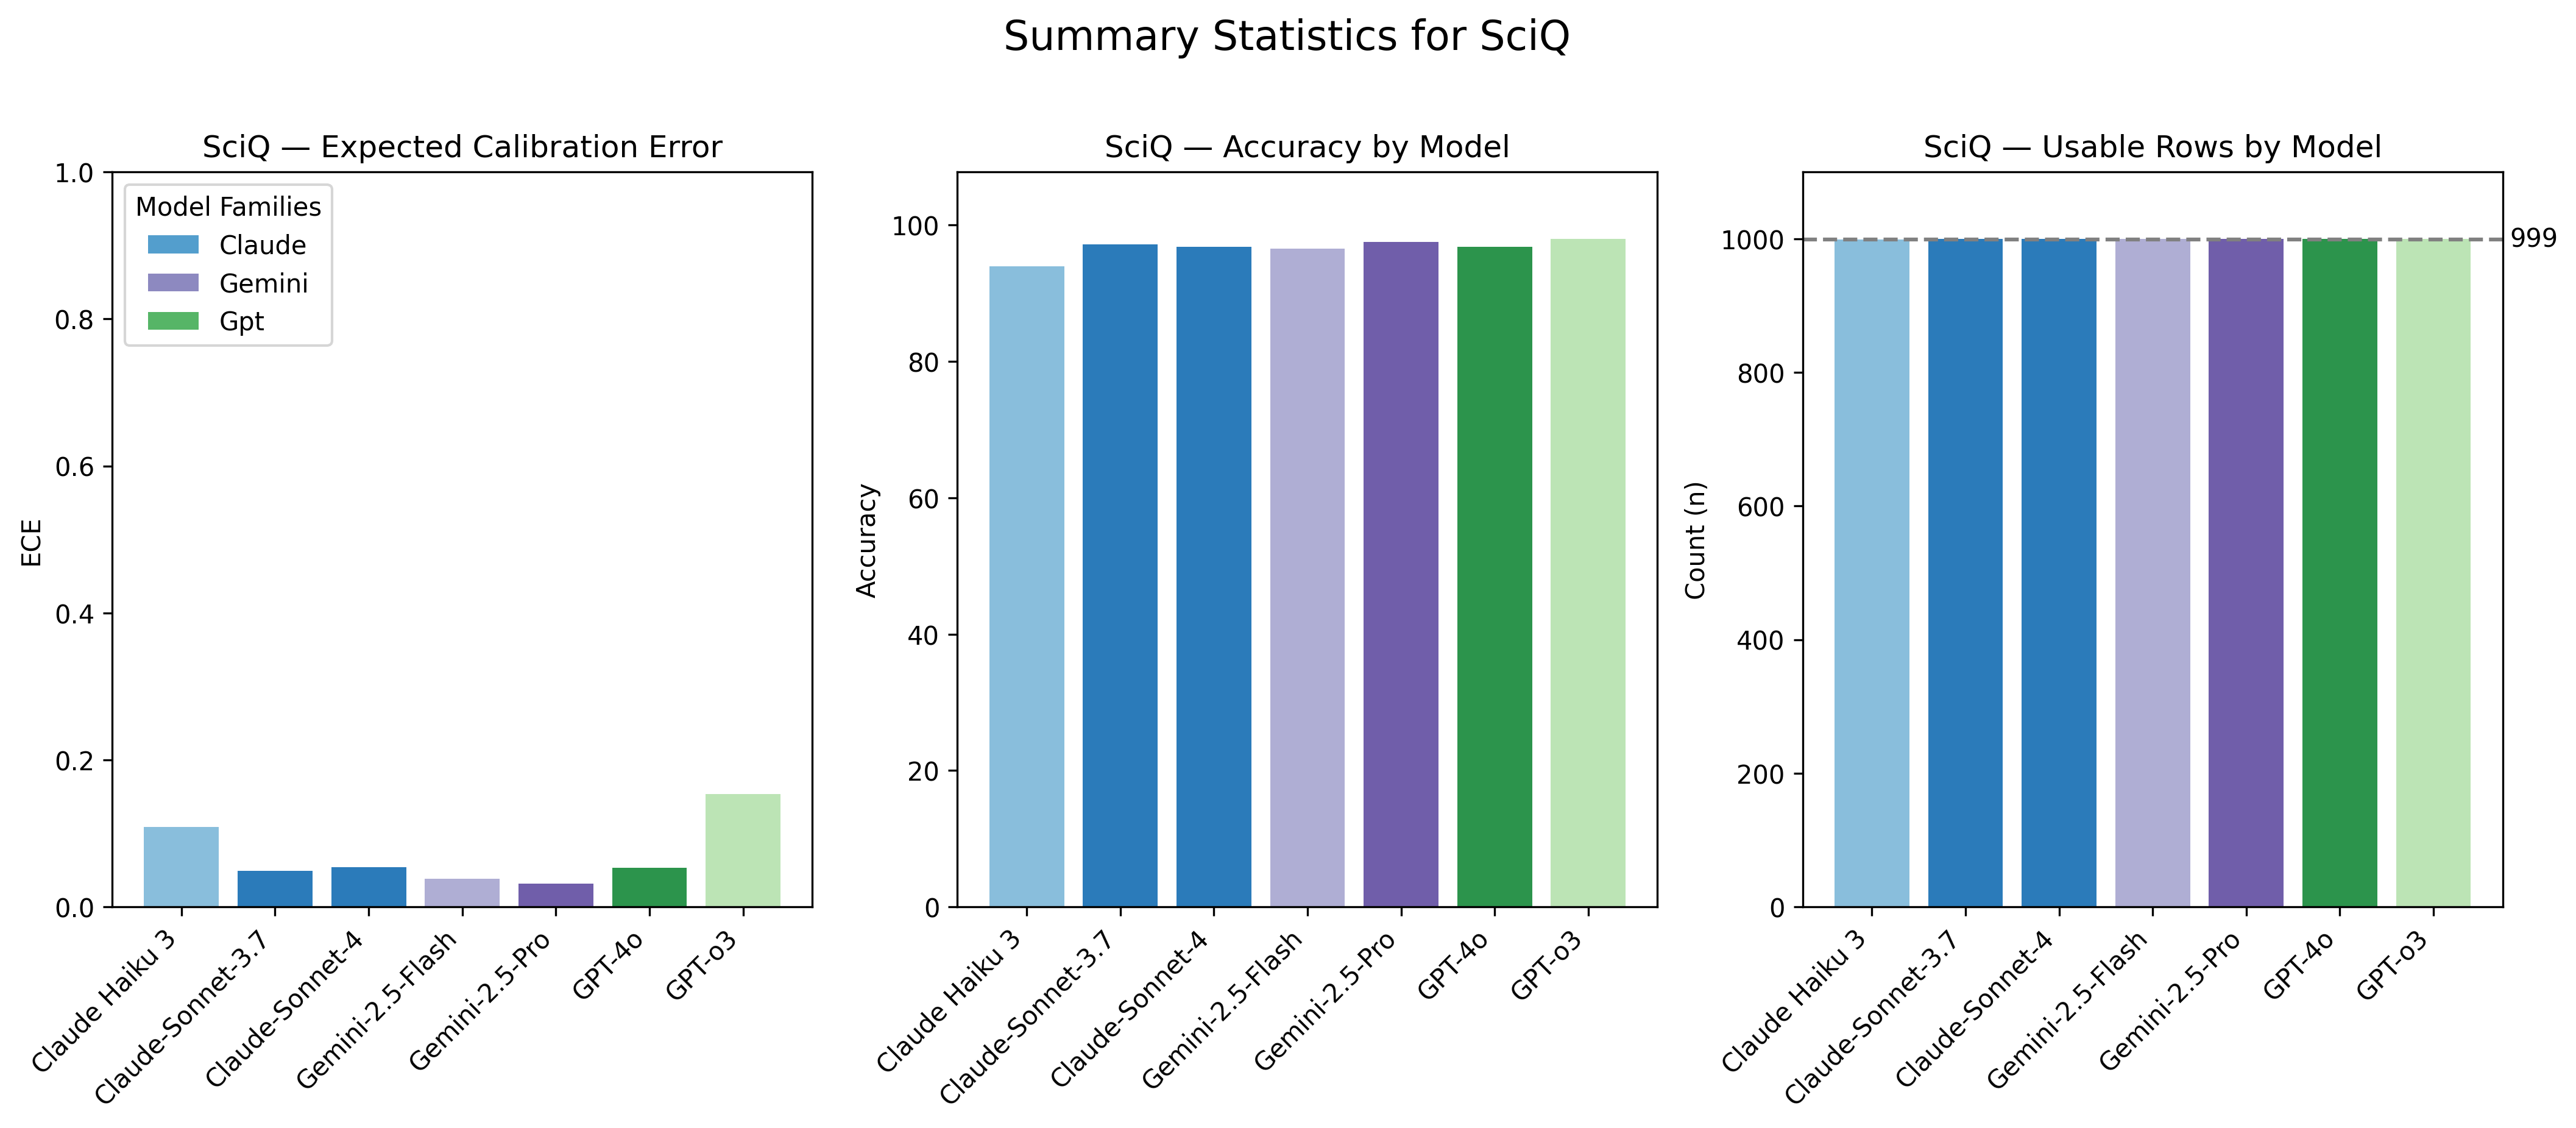 Summary Statistics for SciQ
SciQ — Expected Calibration Error
1.0
0.8
0.6
0.4
0.2
0.0
ECE
Model Families
Claude
Gemini
Gpt
Claude Haiku 3
Claude-Sonnet-3.7
Claude-Sonnet-4
Gemini-2.5-Flash
Gemini-2.5-Pro
GPT-4o
GPT-o3
SciQ — Accuracy by Model
100
80
60
40
20
0
Accuracy
Claude Haiku 3
Claude-Sonnet-3.7
Claude-Sonnet-4
Gemini-2.5-Flash
Gemini-2.5-Pro
GPT-4o
GPT-o3
SciQ — Usable Rows by Model
1000
800
600
400
200
0
Count (n)
999
Claude Haiku 3
Claude-Sonnet-3.7
Claude-Sonnet-4
Gemini-2.5-Flash
Gemini-2.5-Pro
GPT-4o
GPT-o3